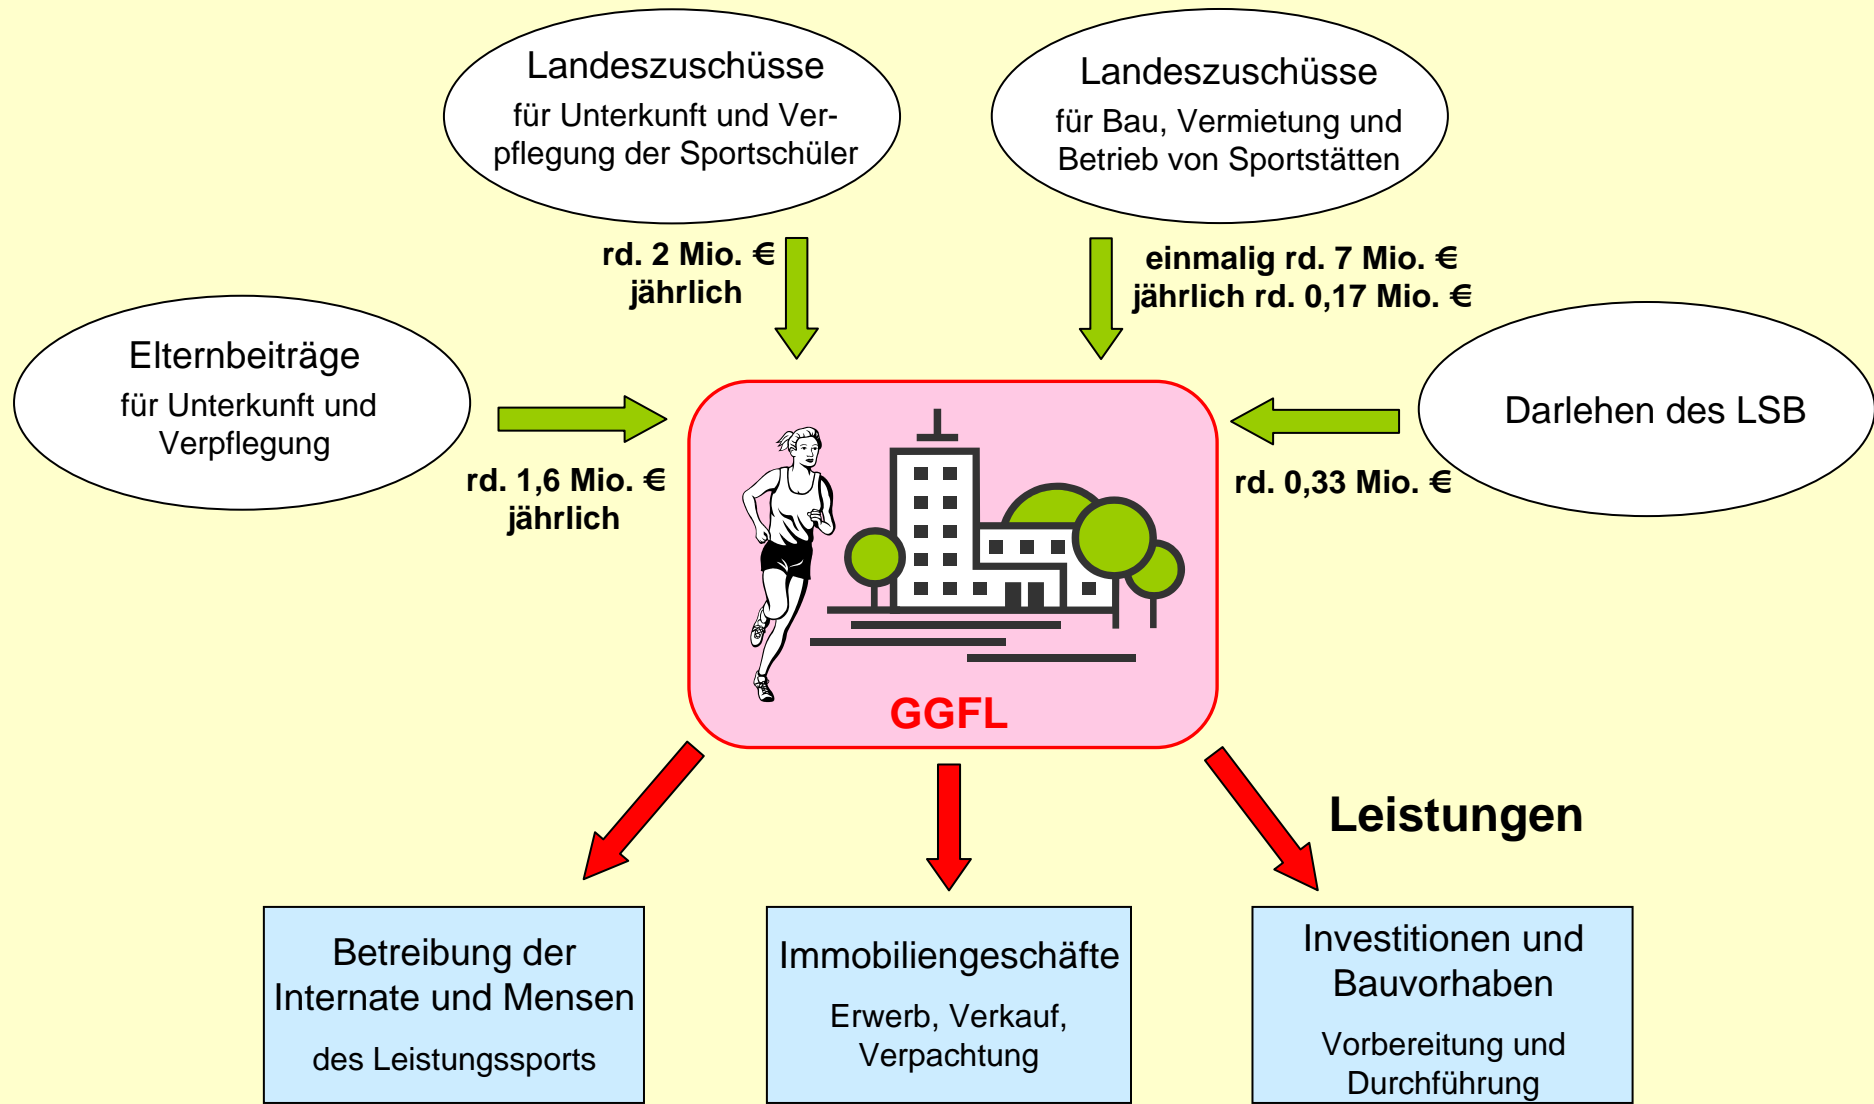 Landeszuschüsse
für Unterkunft und Ver-
pflegung der Sportschüler
Landeszuschüsse
für Bau, Vermietung und
Betrieb von Sportstätten
rd. 2 Mio. €
jährlich
einmalig rd. 7 Mio. €
jährlich rd. 0,17 Mio. €
Elternbeiträge
für Unterkunft und
Verpflegung
rd. 1,6 Mio. €
jährlich
Darlehen des LSB
rd. 0,33 Mio. €
GGFL
Leistungen
Betreibung der
Internate und Mensen
des Leistungssports
Immobiliengeschäfte
Erwerb, Verkauf,
Verpachtung
Investitionen und
Bauvorhaben
Vorbereitung und
Durchführung